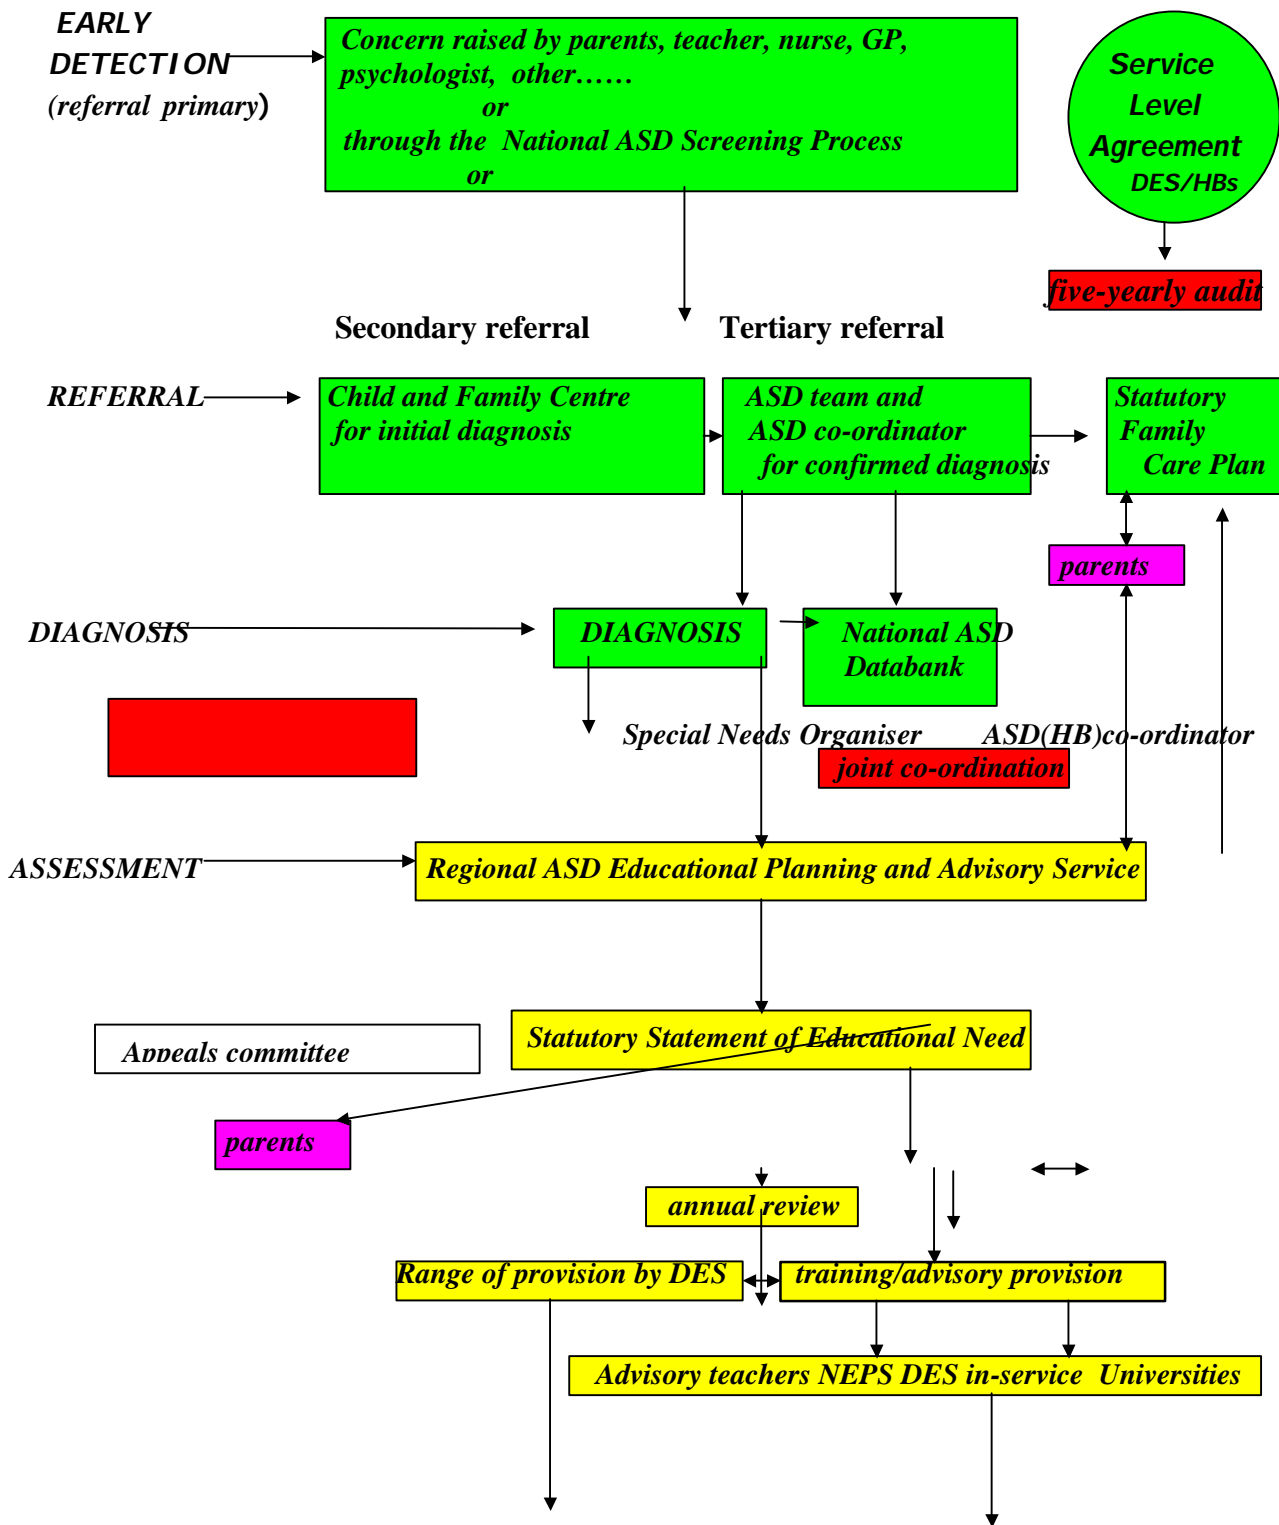 EARLY
DETECTION
(referral primary)
Concern raised by parents, teacher, nurse, GP,
psychologist, other......
or
through the National ASD Screening Process
or
Service
Level
Agreement
DES/HBs
five-yearly audit
Secondary referral
Tertiary referral
REFERRAL
Child and Family Centre
for initial diagnosis
ASD team and
ASD co-ordinator
for confirmed diagnosis
Statutory
Family
Care Plan
parents
DIAGNOSIS
DIAGNOSIS
National ASD
Databank
Special Needs Organiser
ASD(HB)co-ordinator
joint co-ordination
ASSESSMENT
Regional ASD Educational Planning and Advisory Service
Appeals committee
Statutory Statement of Educational Need
parents
annual review
Range of provision by DES
training/advisory provision
Advisory teachers NEPS DES in-service Universities